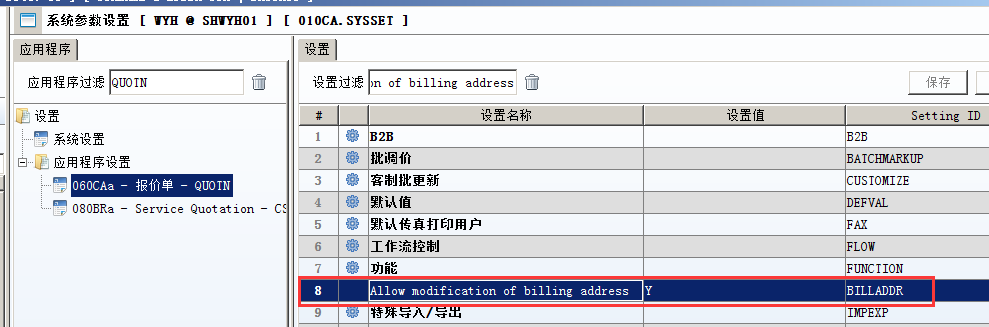 系统参数设置 [ WYH @ SHWYH01 ] [ 010CA.SYSSET ]
应用程序
应用程序过滤 QUOIN
设置
系统设置
应用程序设置
060CAa - 报价单 - QUOIN
080BRa - Service Quotation - CS
设置
设置过滤 on of billing address
保存
# 设置名称 设置值 Setting ID
1 B2B B2B
2 批调价 BATCHMARKUP
3 客制批更新 CUSTOMIZE
4 默认值 DEFVAL
5 默认传真打印用户 FAX
6 工作流控制 FLOW
7 功能 FUNCTIION
8 Allow modification of billing address Y BILLADDR
9 特殊导入/导出 IMPEXP